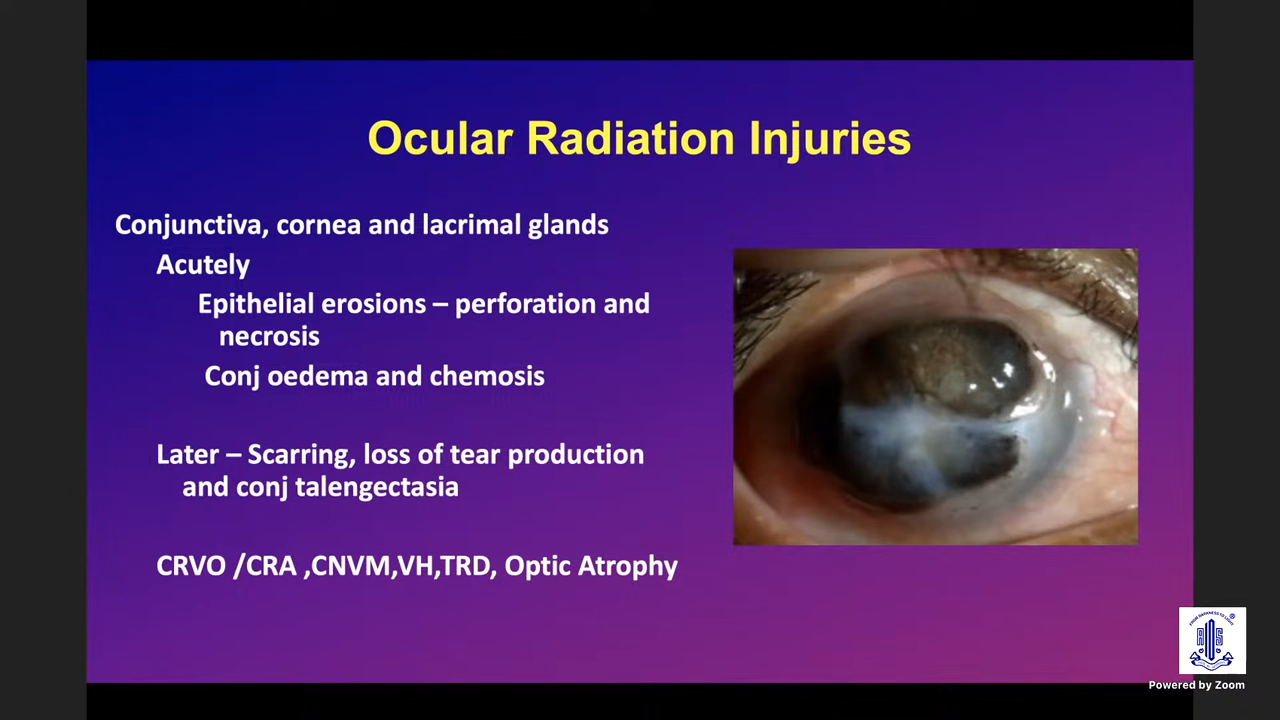 Ocular Radiation Injuries
Conjunctiva, cornea and lacrimal glands
Acutely
Epithelial erosions – perforation and
necrosis
Conj oedema and chemosis
Later – Scarring, loss of tear production
and conj talengectasia
CRVO /CRA ,CNVM,VH,TRD, Optic Atrophy
Powered by Zoom